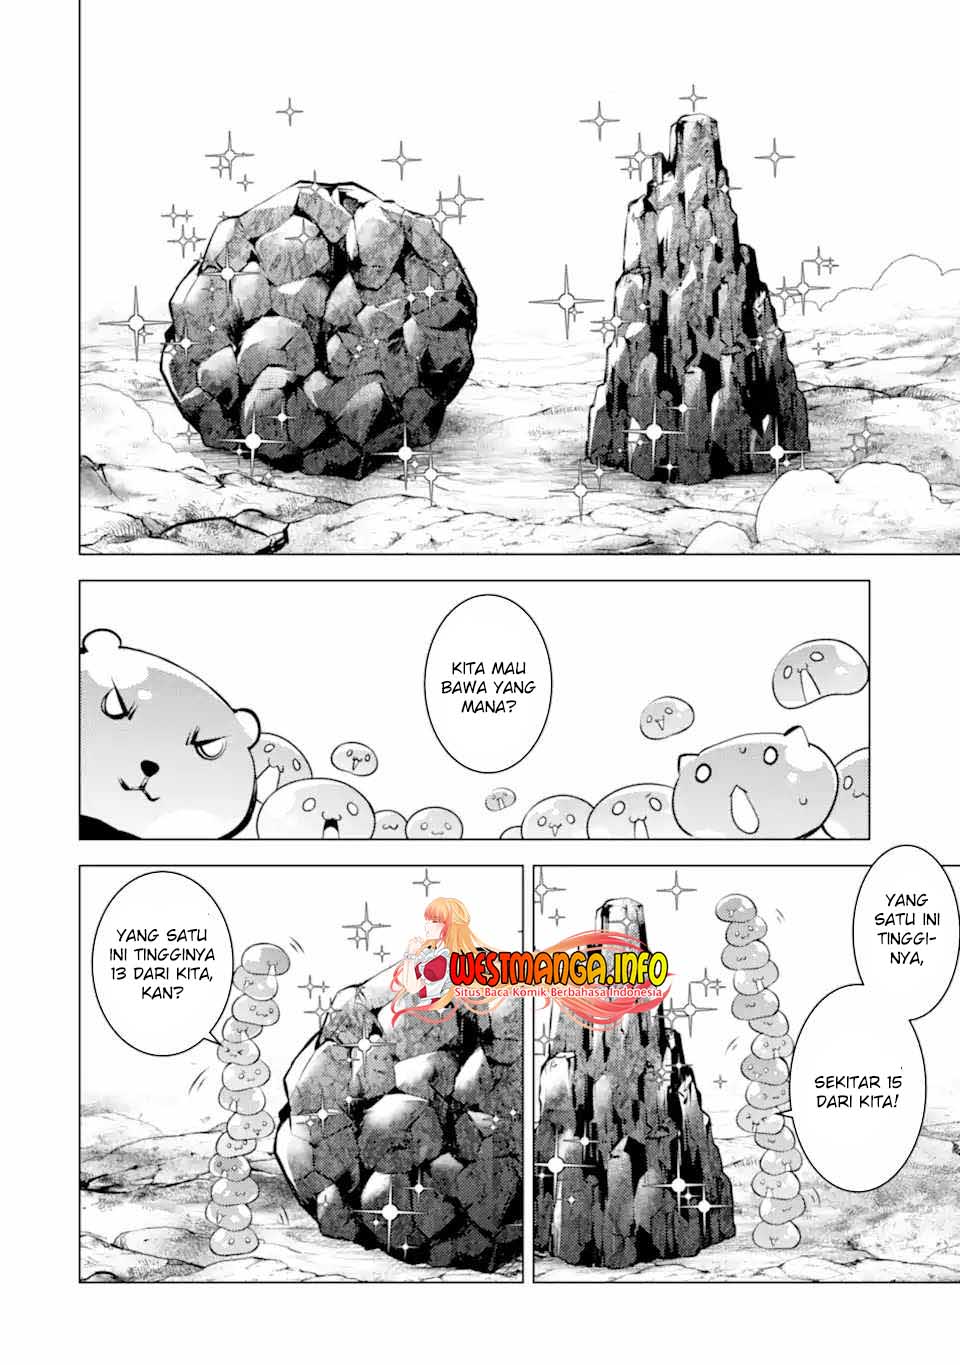 KITA MAU
BAWA YANG
MANA?
YANG
SATU INI
TINGGI-
NYA,
SEKITAR 15
DARI KITA!
YANG SATU
INI TINGGINYA
13 DARI KITA,
KAN?
WESTMANGA.INFO
Situs Baca Komik Berbahasa Indonesia